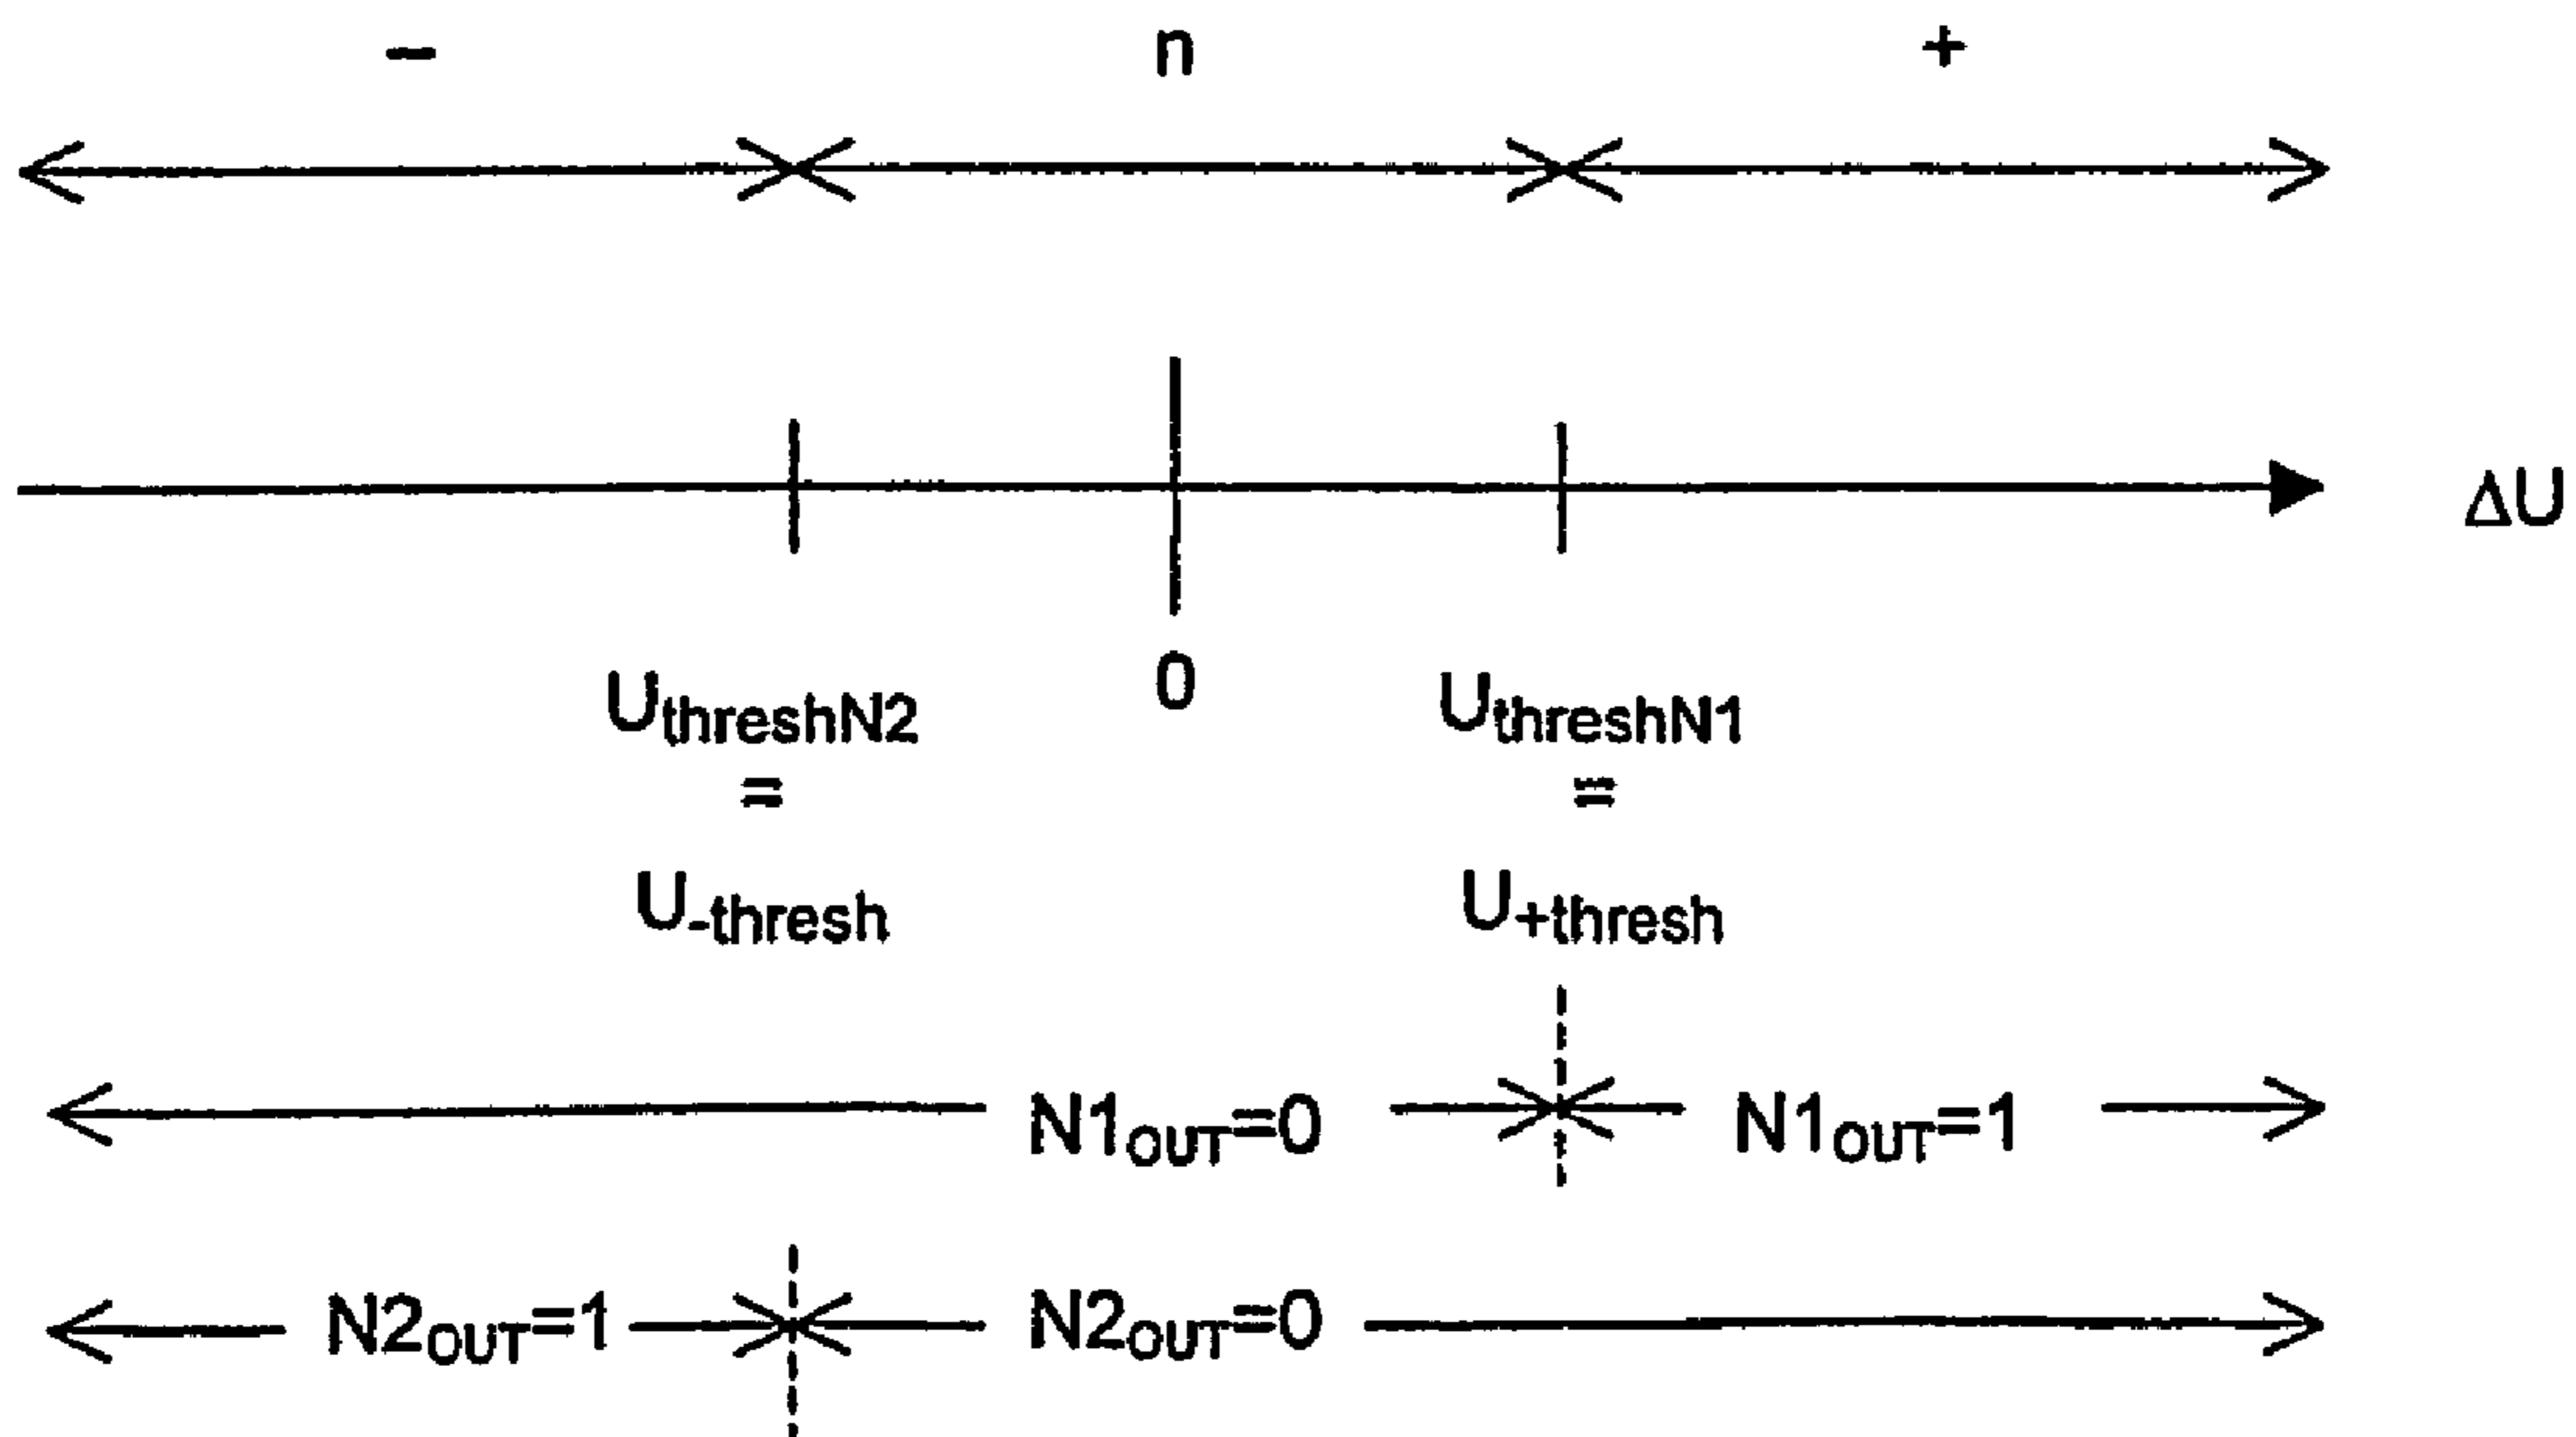 – n +
ΔU
0
UthreshN2 UthreshN1
= =
U-thresh U+thresh
N1OUT=0 N1OUT=1
N2OUT=1 N2OUT=0